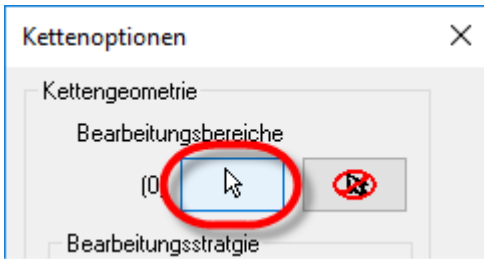 Kettenoptionen
Kettengeometrie
Bearbeitungsbereiche
(0)
Bearbeitungsstratgie